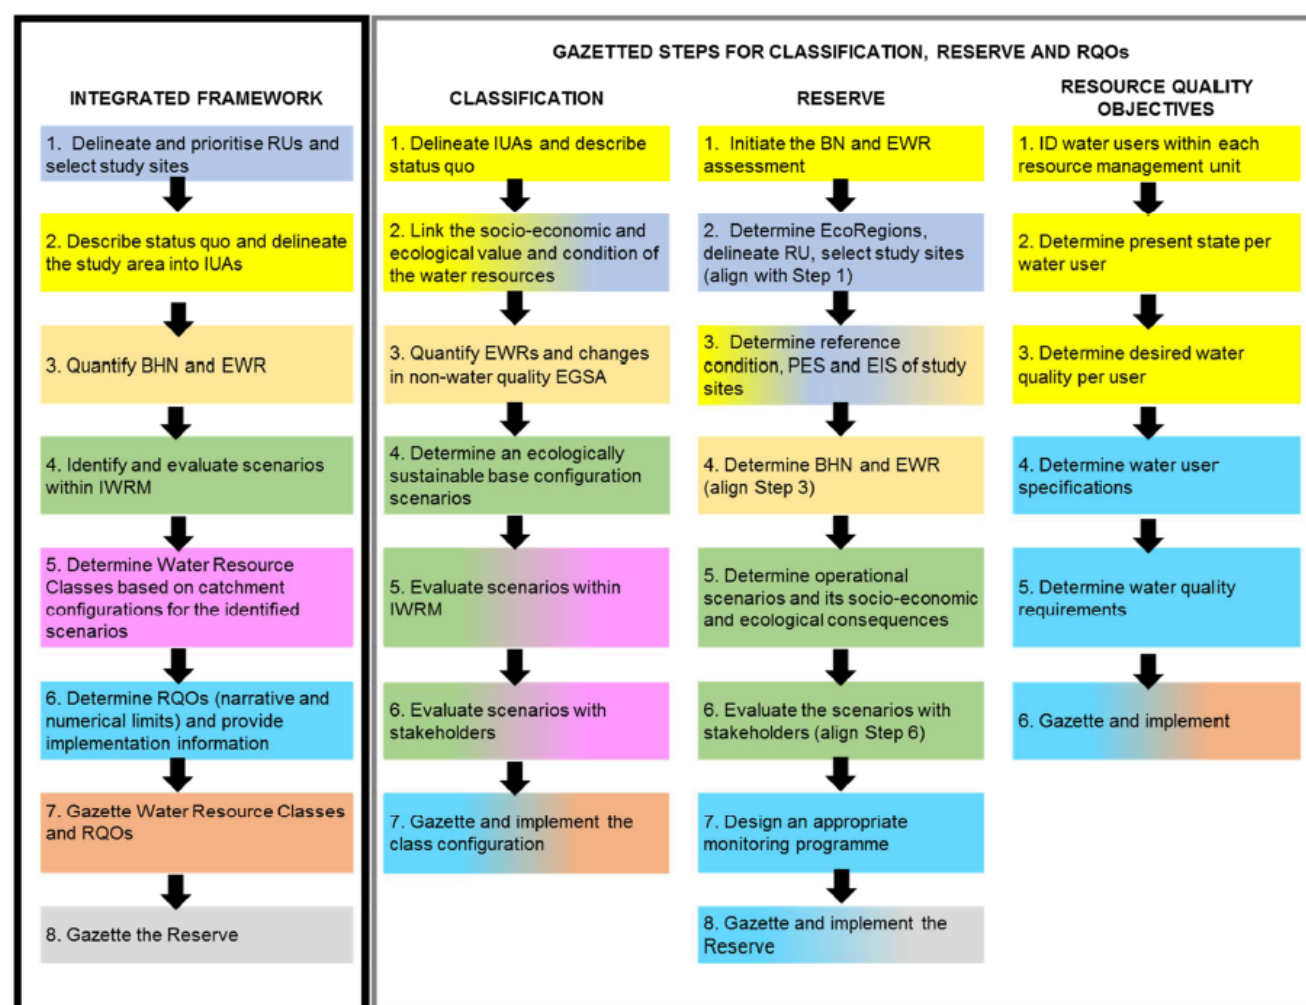 GAZETTED STEPS FOR CLASSIFICATION, RESERVE AND RQOs
INTEGRATED FRAMEWORK
1. Delineate and prioritise RUs and
select study sites
2. Describe status quo and delineate
the study area into IUAs
3. Quantify BHN and EWR
4. Identify and evaluate scenarios
within IWRM
5. Determine Water Resource
Classes based on catchment
configurations for the identified
scenarios
6. Determine RQOs (narrative and
numerical limits) and provide
implementation information
7. Gazette Water Resource Classes
and RQOs
8. Gazette the Reserve
CLASSIFICATION
1. Delineate IUAs and describe
status quo
2. Link the socio-economic and
ecological value and condition of
the water resources
3. Quantify EWRs and changes
in non-water quality EGSA
4. Determine an ecologically
sustainable base configuration
scenarios
5. Evaluate scenarios within
IWRM
6. Evaluate scenarios with
stakeholders
7. Gazette and implement the
class configuration
RESERVE
1. Initiate the BN and EWR
assessment
2. Determine EcoRegions,
delineate RU, select study sites
(align with Step 1)
3. Determine reference
condition, PES and EIS of study
sites
4. Determine BHN and EWR
(align Step 3)
5. Determine operational
scenarios and its socio-economic
and ecological consequences
6. Evaluate the scenarios with
stakeholders (align Step 6)
7. Design an appropriate
monitoring programme
8. Gazette and implement the
Reserve
RESOURCE QUALITY
OBJECTIVES
1. ID water users within each
resource management unit
2. Determine present state per
water user
3. Determine desired water
quality per user
4. Determine water user
specifications
5. Determine water quality
requirements
6. Gazette and implement